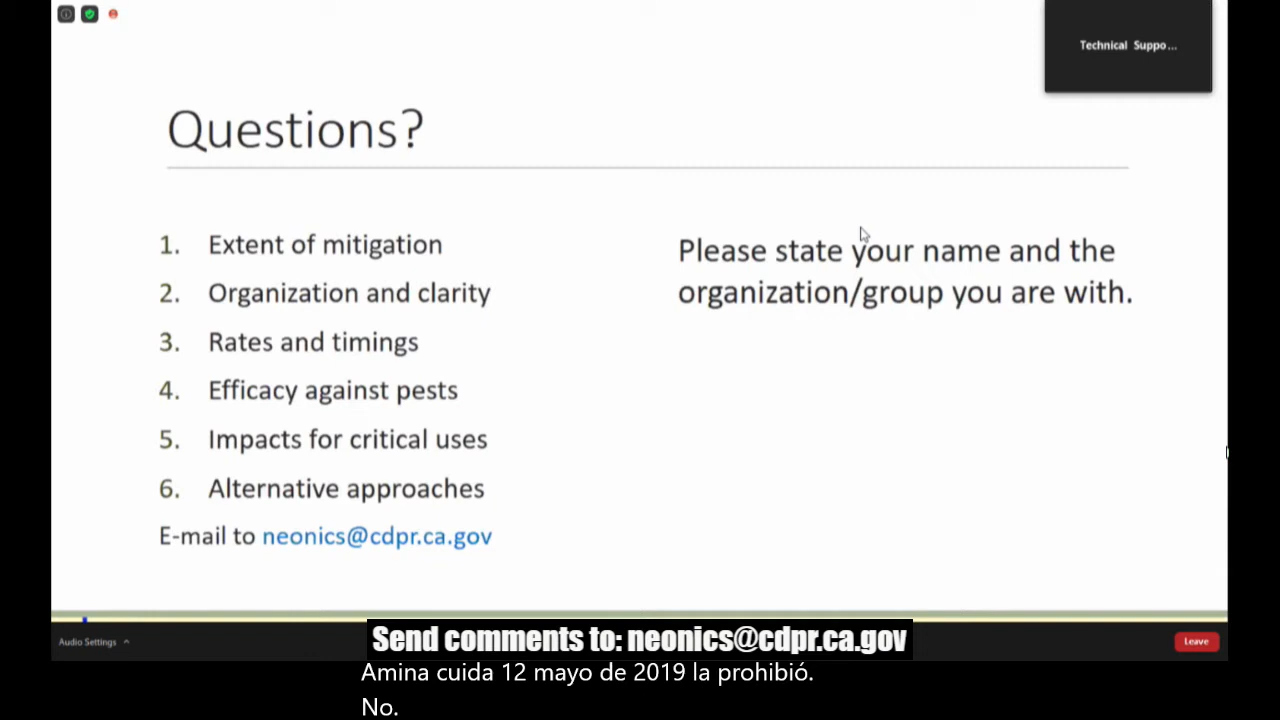 Technical Suppo...
Questions?
1. Extent of mitigation
2. Organization and clarity
3. Rates and timings
4. Efficacy against pests
5. Impacts for critical uses
6. Alternative approaches
E-mail to neonics@cdpr.ca.gov
Please state your name and the
organization/group you are with.
Audio Settings
Send comments to: neonics@cdpr.ca.gov
Leave
Amina cuida 12 mayo de 2019 la prohibió.
No.